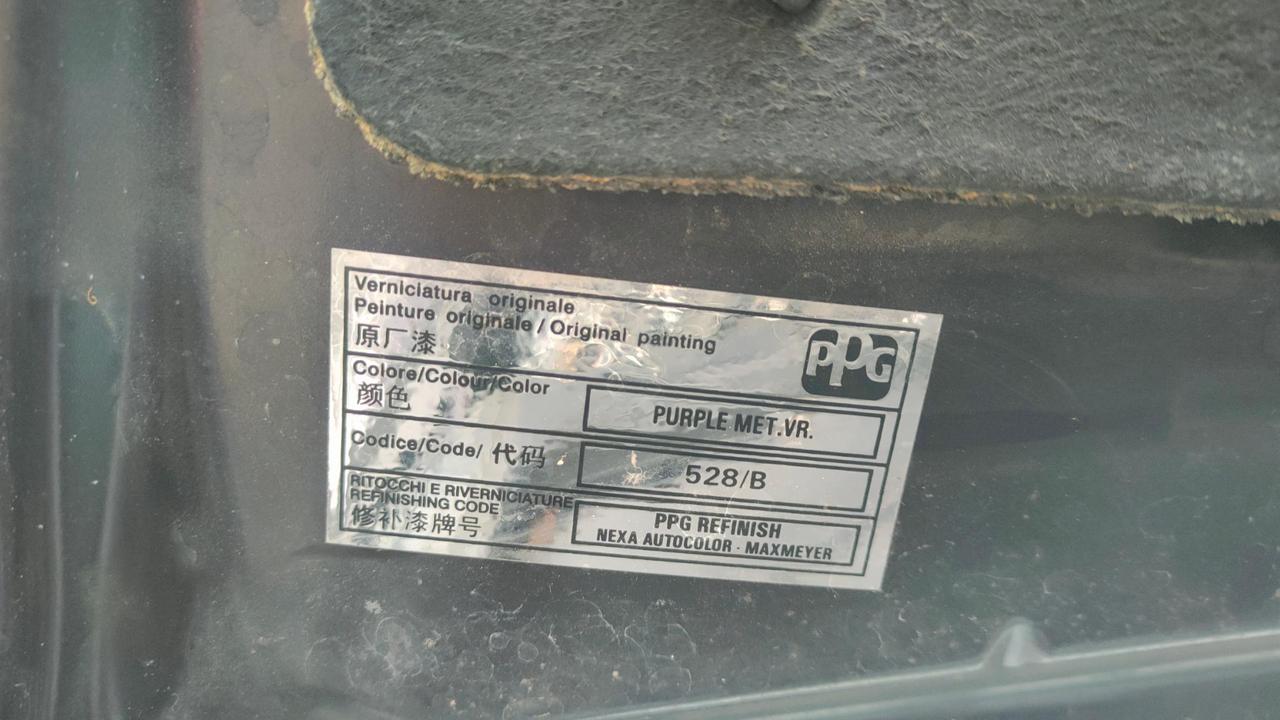 Verniciatura originale
Peinture originale / Original painting
原厂漆
PPG
Colore/Colour/Color
颜色
PURPLE MET.VR.
Codice/Code/ 代码
528/B
RITOCCHI E RIVERNICIATURE
REFINISHING CODE
修补漆牌号
PPG REFINISH
NEXA AUTOCOLOR - MAXMEYER